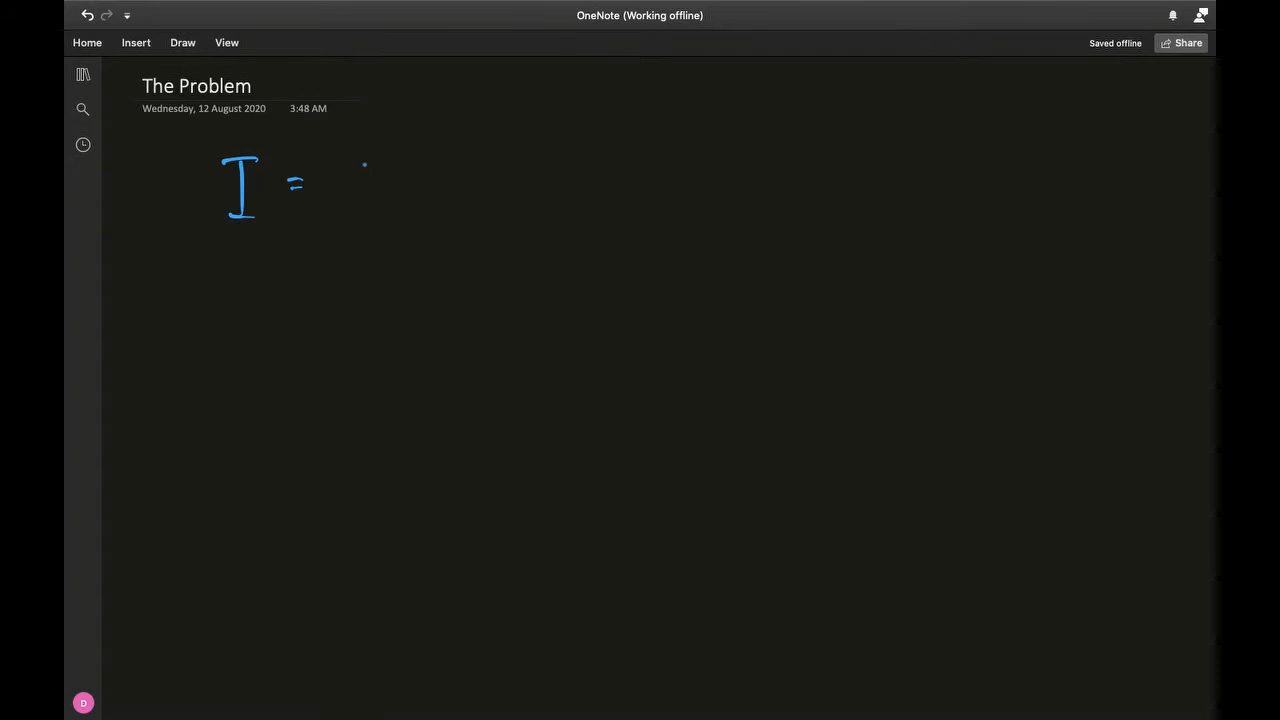 OneNote (Working offline)
Home Insert Draw View Saved offline Share
The Problem
Wednesday, 12 August 2020 3:48 AM
I =
D